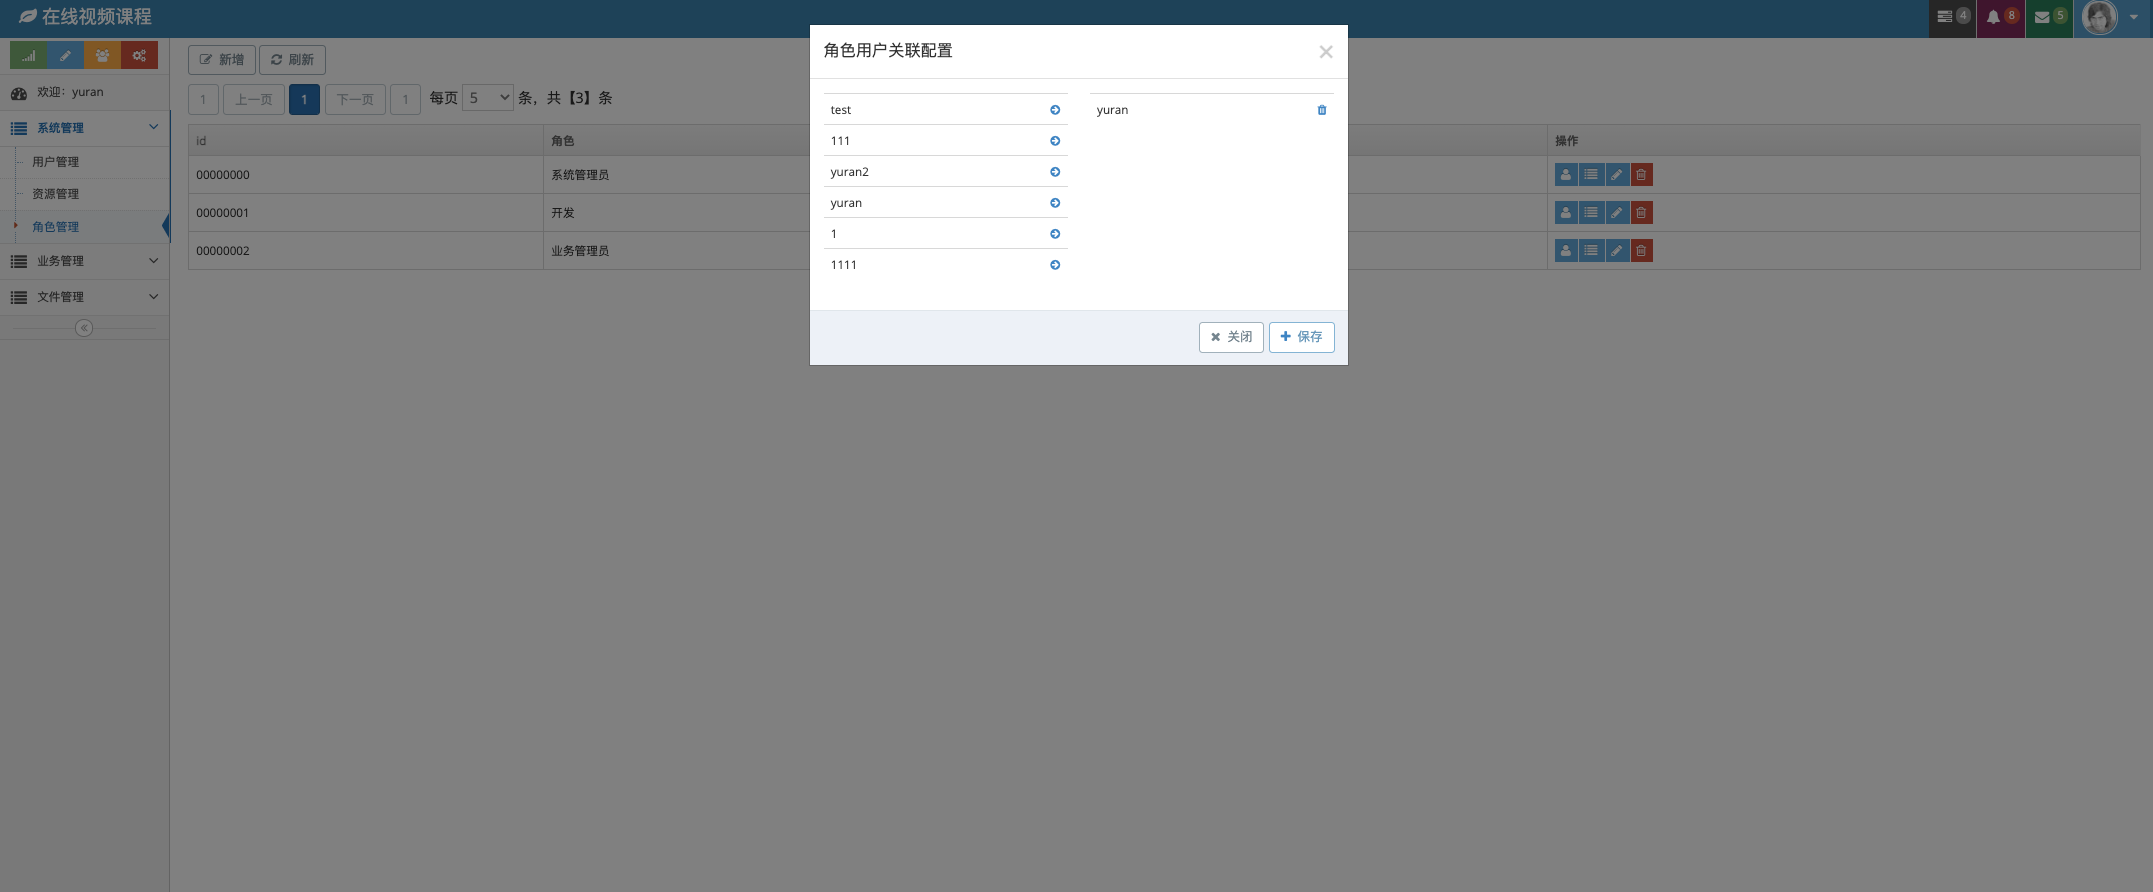 在线视频课程
4
8
5
欢迎：yuran
系统管理
用户管理
资源管理
角色管理
业务管理
文件管理
新增
刷新
1 上一页 1 下一页 1 每页 5 条，共【3】条
id 角色 操作
00000000 系统管理员
00000001 开发
00000002 业务管理员
角色用户关联配置
test
111
yuran2
yuran
1
1111
yuran
关闭
保存